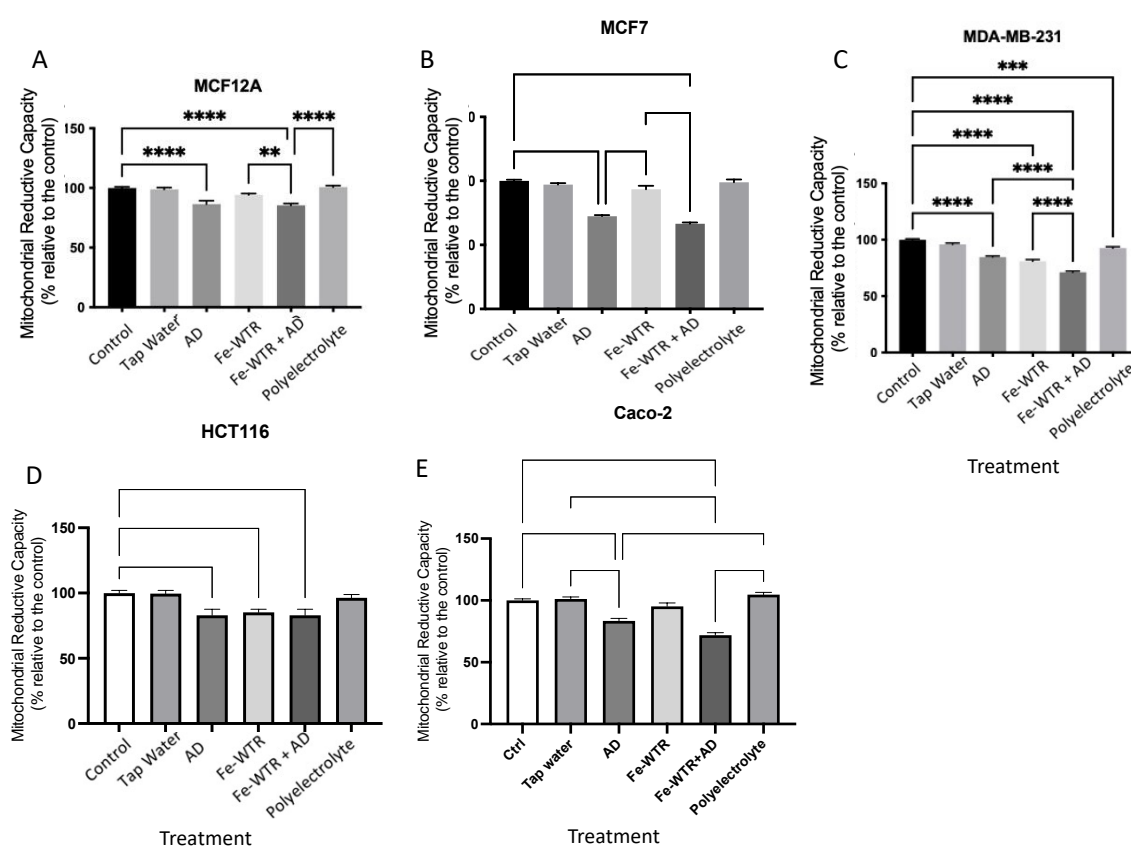 A
MCF12A
Mitochondrial Reductive Capacity
(% relative to the control)
150
100
50
0
****
****
**
****
Control
Tap Water
AD
Fe-WTR
Fe-WTR + AD
Polyelectrolyte
MCF7
B
Mitochondrial Reductive Capacity
(% relative to the control)
0
0
0
0
Control
Tap Water
AD
Fe-WTR
Fe-WTR + AD
Polyelectrolyte
MDA-MB-231
C
Mitochondrial Reductive Capacity
(% relative to the control)
150
100
50
0
***
****
****
****
****
****
Control
Tap Water
AD
Fe-WTR
Fe-WTR + AD
Polyelectrolyte
Treatment
HCT116
D
Mitochondrial Reductive Capacity
(% relative to the control)
150
100
50
0
Control
Tap Water
AD
Fe-WTR
Fe-WTR + AD
Polyelectrolyte
Treatment
Caco-2
E
Mitochondrial Reductive Capacity
(% relative to the control)
150
100
50
0
Ctrl
Tap water
AD
Fe-WTR
Fe-WTR+AD
Polyelectrolyte
Treatment